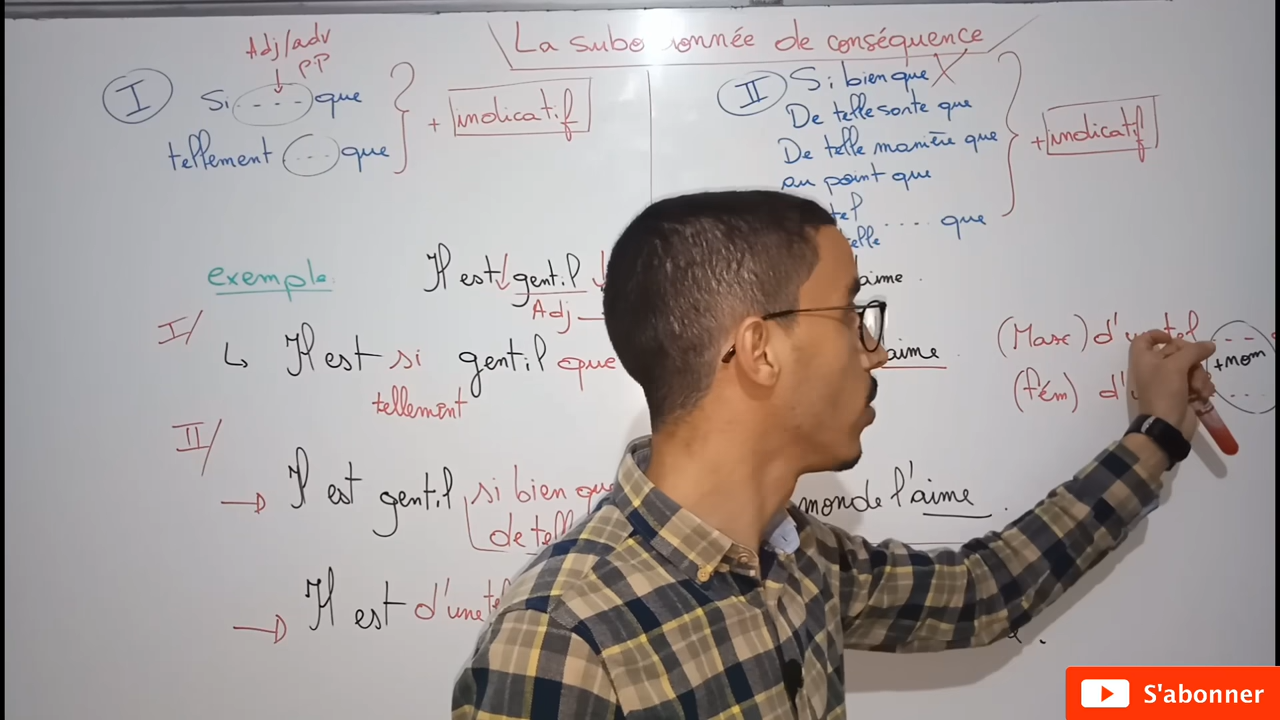 La subo onnée de conséquence
Adj/adv
P.P
I
Si --- que
tellement ... que
+ indicatif
II
Si bien que X
De telle sorte que
De telle manière que
au point que
tel
telle
.... que
+ indicatif
exemple
Il est gentil
Adj
aime.
I/
↳ Il est si gentil que
aime.
tellement
(Masc) d'un tel ---
+nom
(fém) d'u ...
II/
→ Il est gentil, si bien que
monde l'aime.
de tell
→ Il est d'une tel
S'abonner